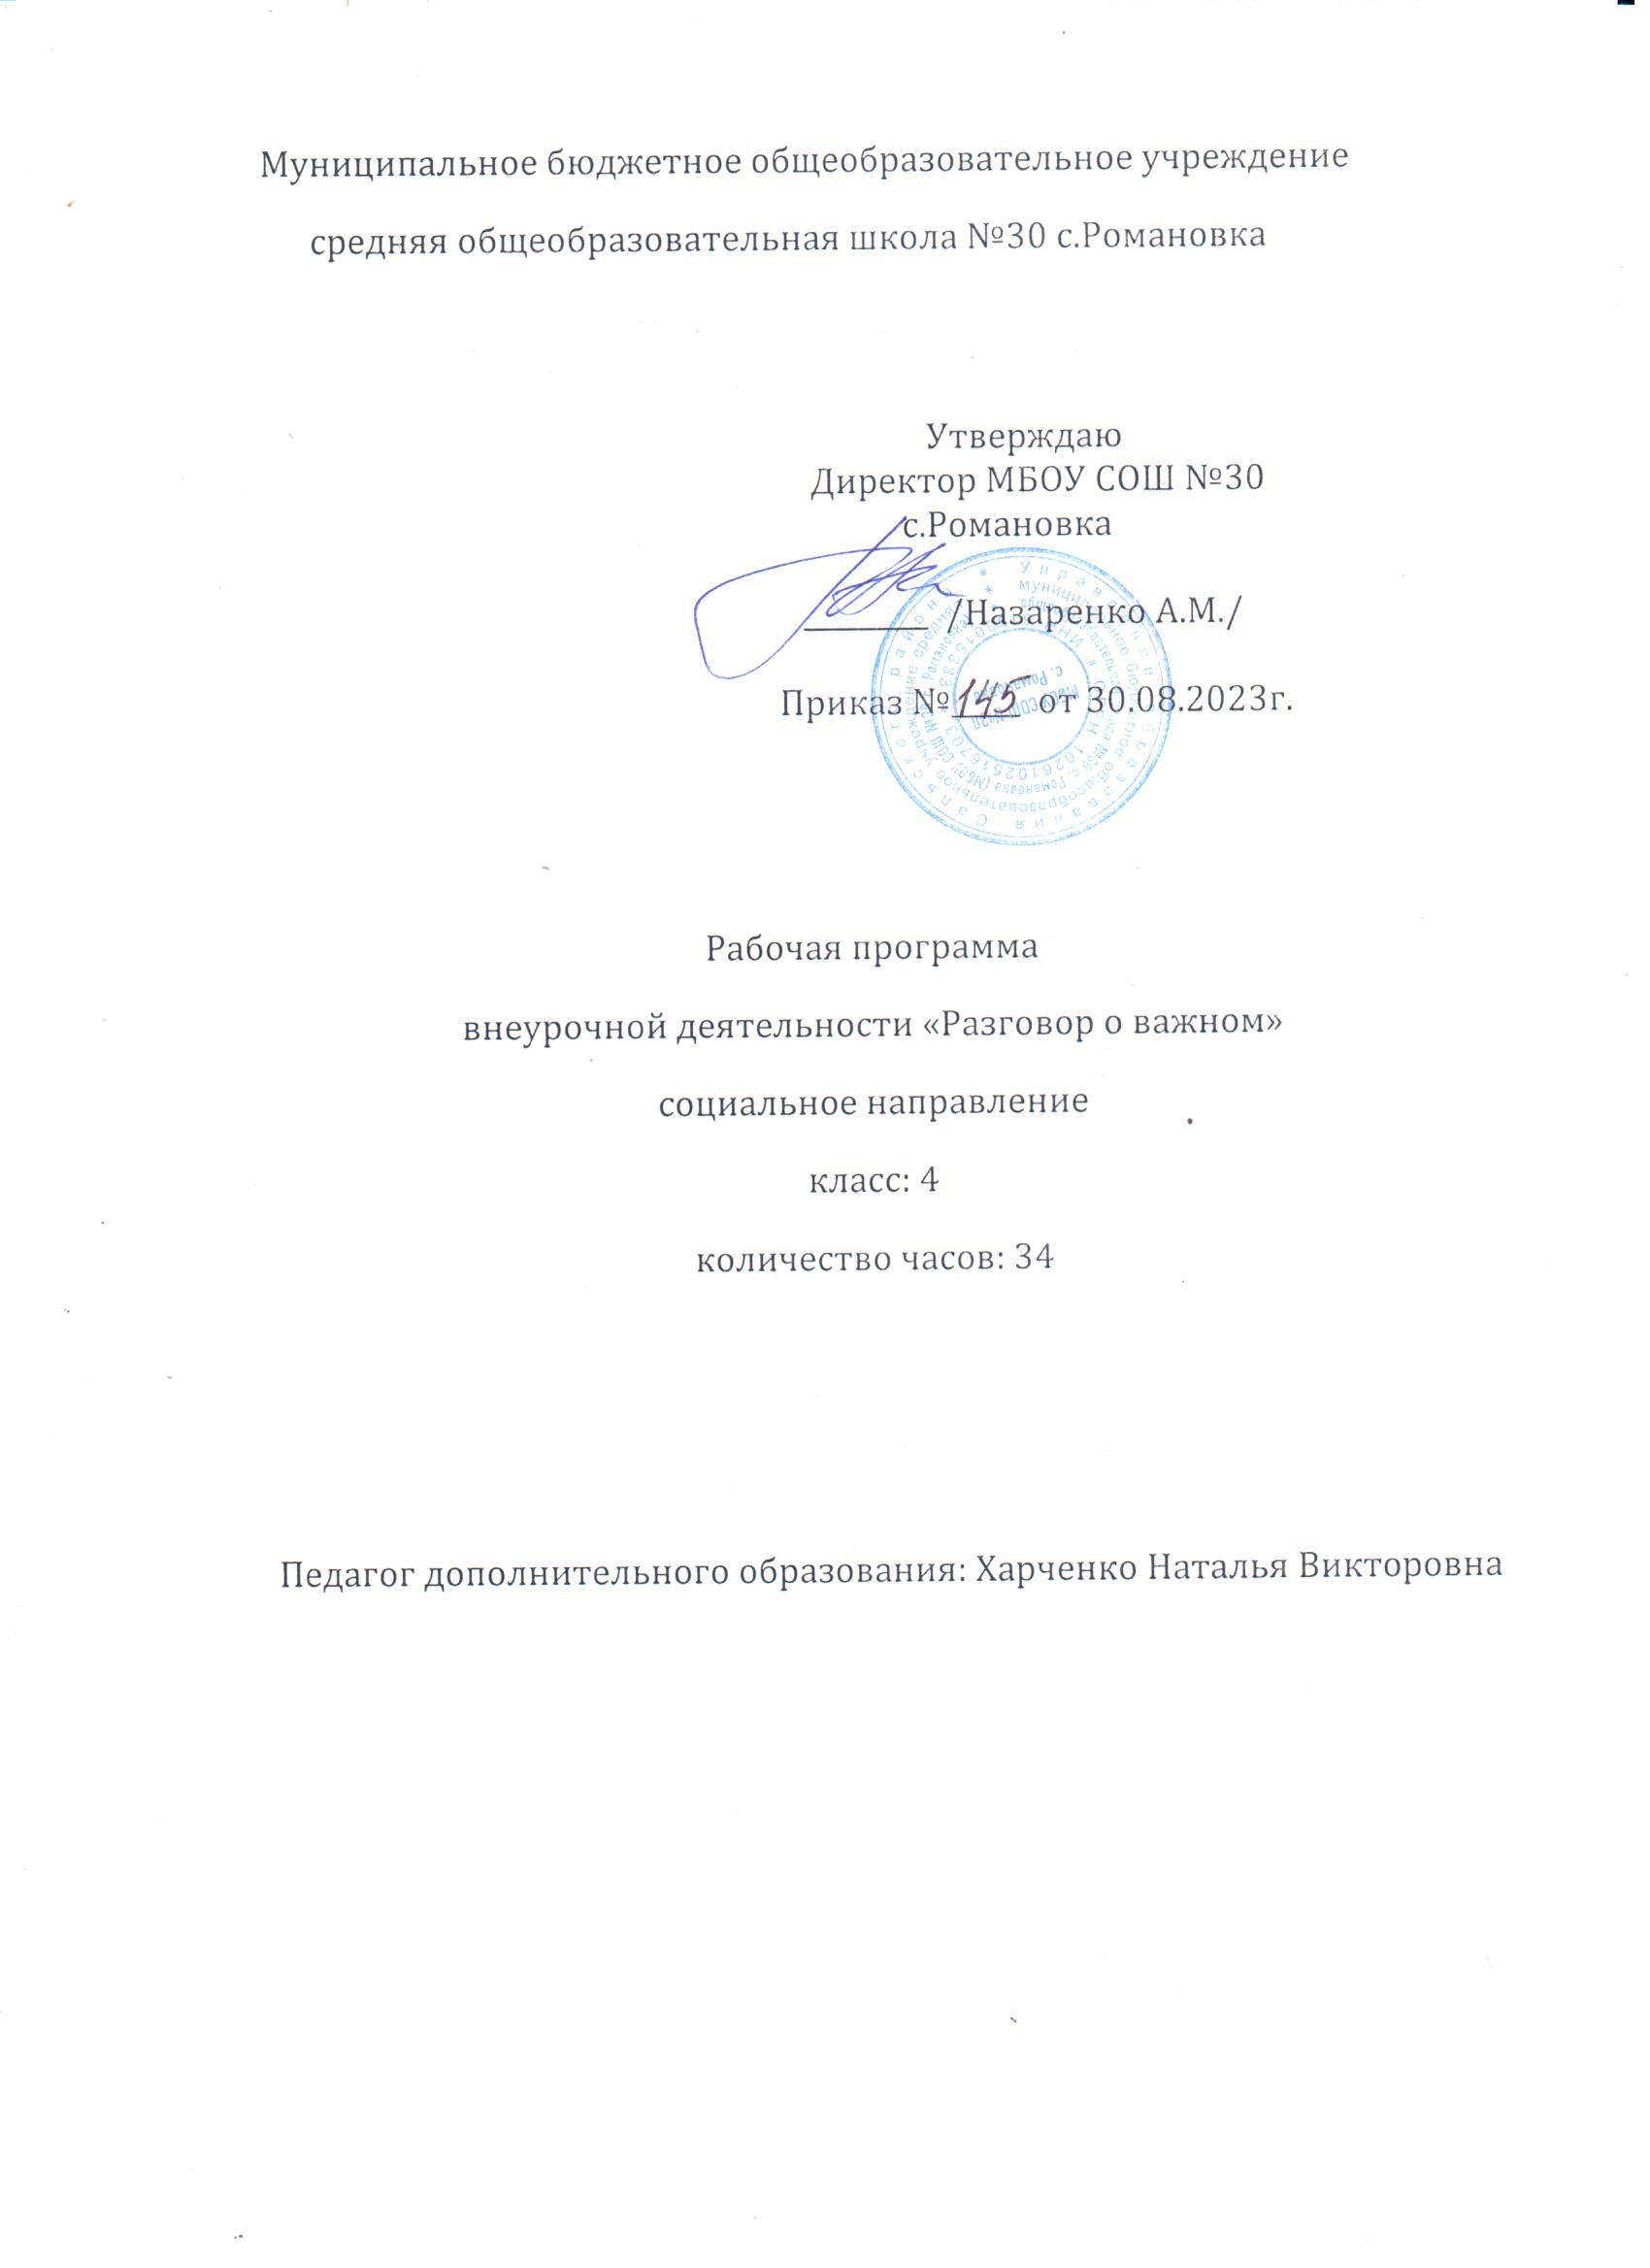 Муниципальное бюджетное общеобразовательное учреждение
средняя общеобразовательная школа №30 с.Романовка
Утверждаю
Директор МБОУ СОШ №30
с.Романовка
/Назаренко А.М./
Приказ №145 от 30.08.2023г.
Рабочая программа
внеурочной деятельности «Разговор о важном»
социальное направление
класс: 4
количество часов: 34
Педагог дополнительного образования: Харченко Наталья Викторовна